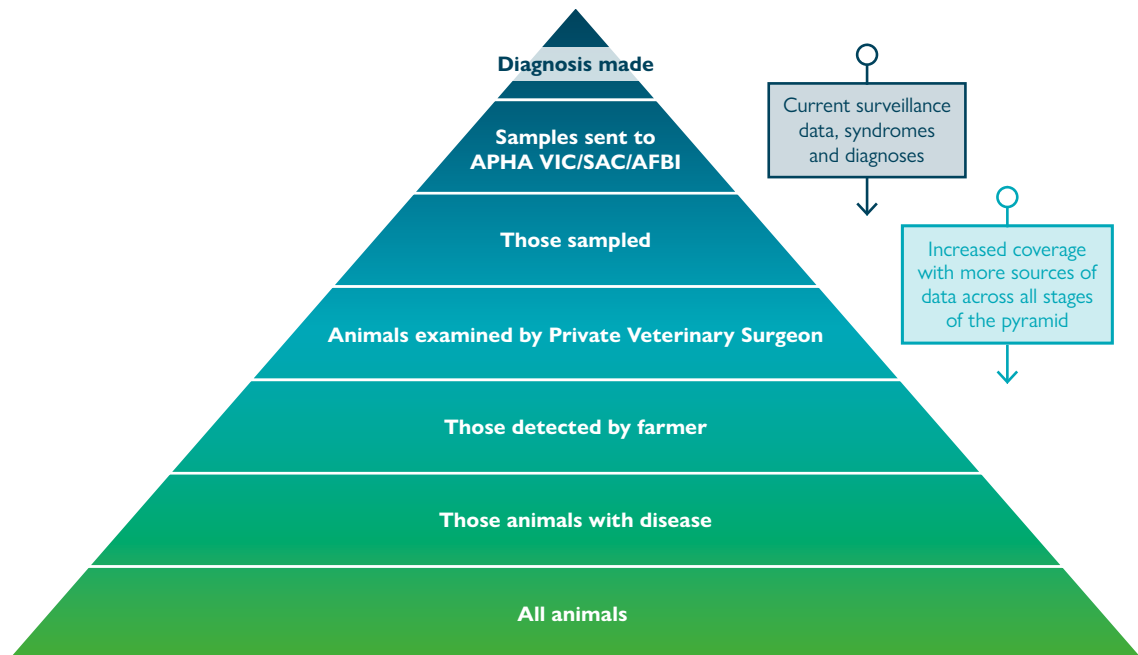 Diagnosis made
Samples sent to
APHA VIC/SAC/AFBI
Those sampled
Animals examined by Private Veterinary Surgeon
Those detected by farmer
Those animals with disease
All animals
Current surveillance
data, syndromes
and diagnoses
Increased coverage
with more sources of
data across all stages
of the pyramid